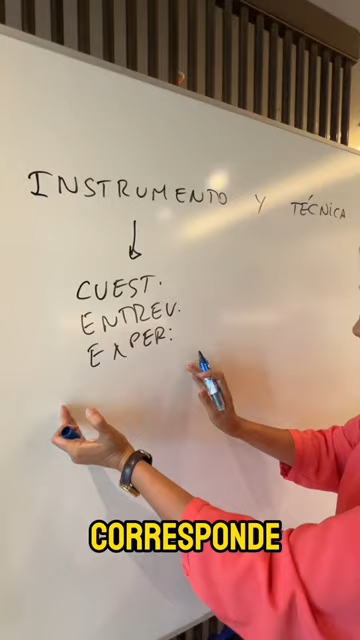 INSTRUMENTO Y TÉCNICA
CUEST.
ENTREV.
EXPER:
CORRESPONDE